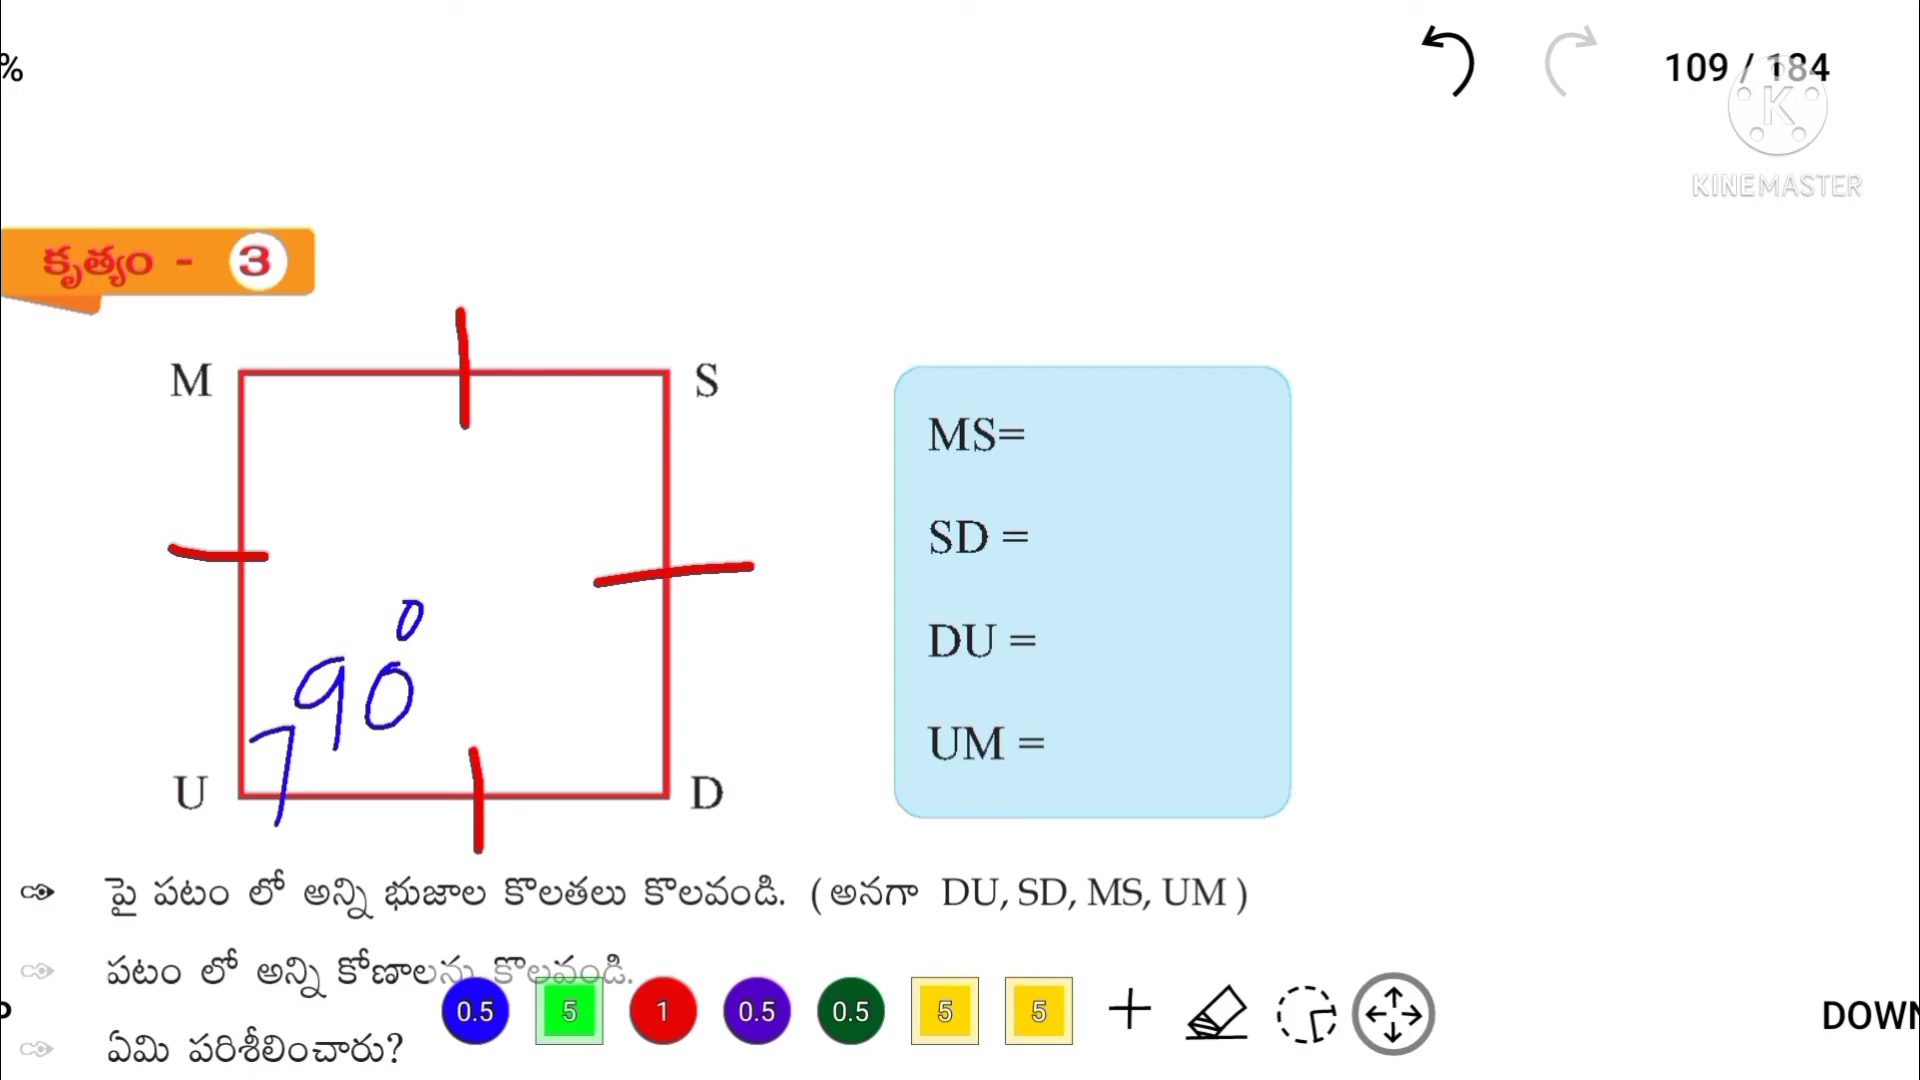 %
109 / 184
K
KINEMASTER
కృత్యం - 3
M
S
MS=
SD =
DU =
UM =
90
0
U
D
పై పటం లో అన్ని భుజాల కొలతలు కొలవండి. ( అనగా DU, SD, MS, UM )
పటం లో అన్ని కోణాలను కొలవండి.
0.5 5 1 0.5 0.5 5 5
DOWN
ఏమి పరిశీలించారు?